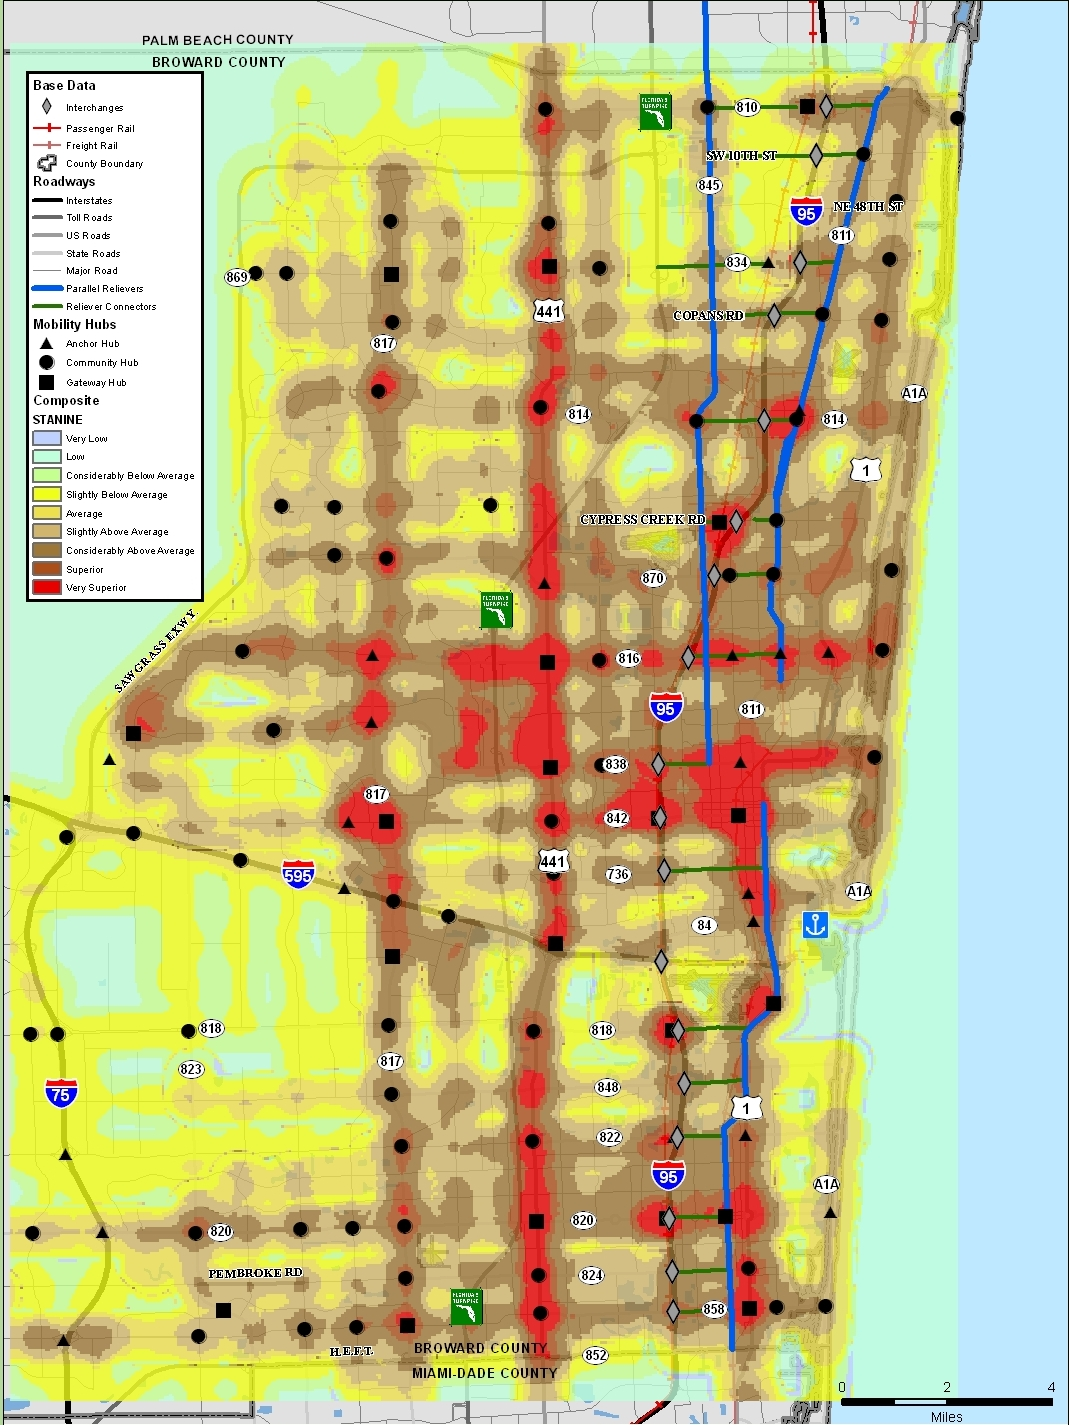 PALM BEACH COUNTY
BROWARD COUNTY
Base Data
Interchanges
Passenger Rail
Freight Rail
County Boundary
Roadways
Interstates
Toll Roads
US Roads
State Roads
Major Road
Parallel Relievers
Reliever Connectors
Mobility Hubs
Anchor Hub
Community Hub
Gateway Hub
Composite
STANINE
Very Low
Low
Considerably Below Average
Slightly Below Average
Average
Slightly Above Average
Considerably Above Average
Superior
Very Superior
FLORIDA'S TURNPIKE
810
SW 10TH ST
845
95
NE 48TH ST
811
834
869
441
COPANS RD
817
A1A
814
814
1
CYPRESS CREEK RD
870
FLORIDA'S TURNPIKE
SAWGRASS EXWY.
816
95
811
838
817
842
441
595
736
A1A
84
818
818
817
823
848
75
1
822
95
A1A
820
820
PEMBROKE RD
824
FLORIDA'S TURNPIKE
858
H.E.F.T.
BROWARD COUNTY
852
MIAMI-DADE COUNTY
0 2 4
Miles